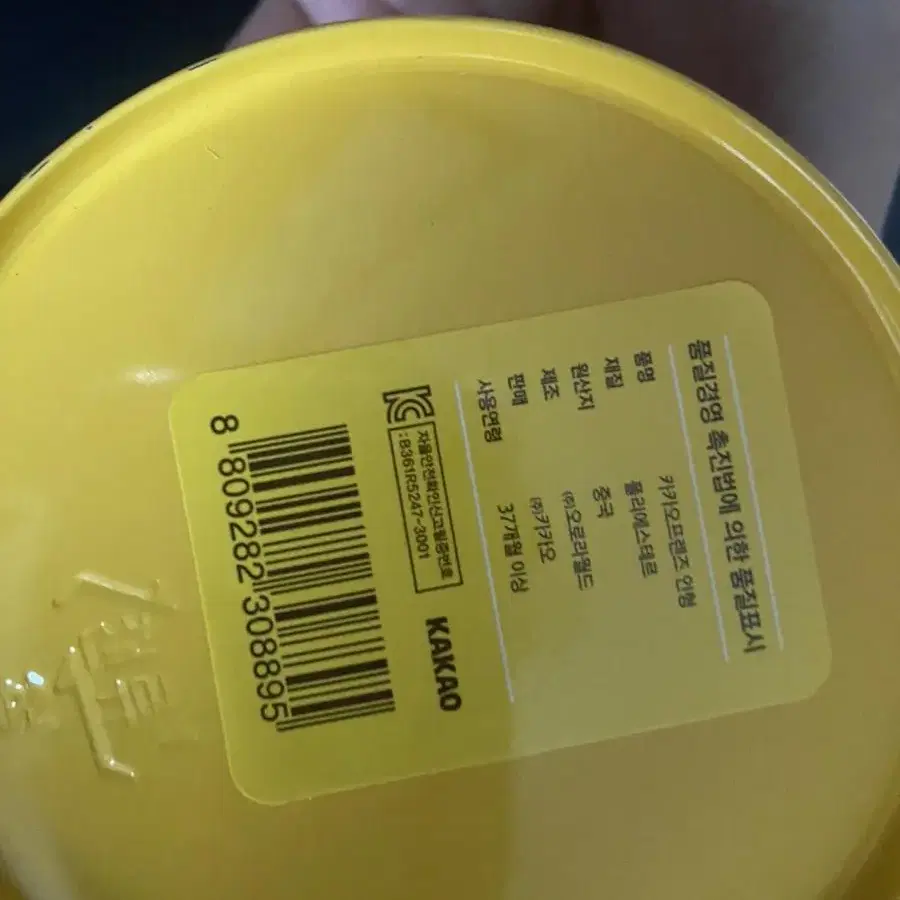 품질경영 촉진법에 의한 품질표시
품명 카카오프렌즈 인형
재질 폴리에스테르
원산지 중국
제조 (주)오로라월드
판매 (주)카카오
사용연령 37개월 이상
자율안전확인신고필증번호
: B361R5247-3001
KAKAO
8 809282 308895